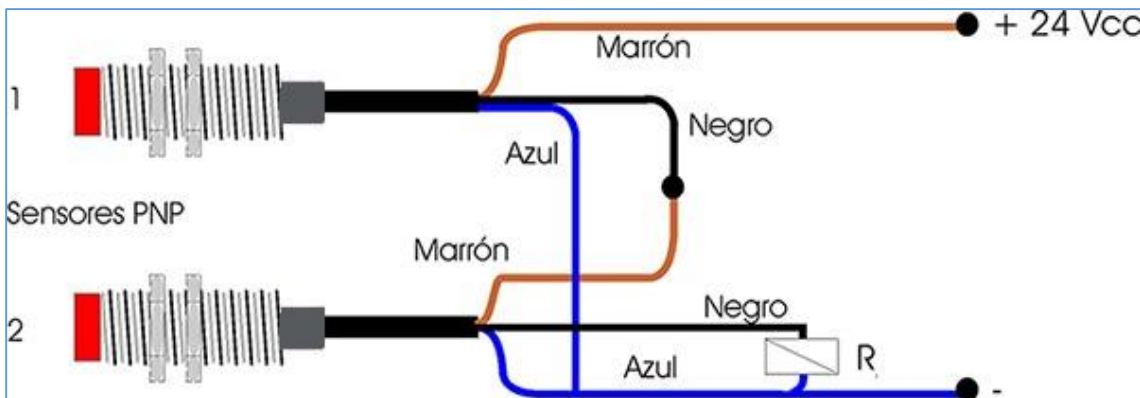 + 24 Vcc
Marrón
1
Negro
Azul
Sensores PNP
Marrón
Negro
2
R
Azul
-